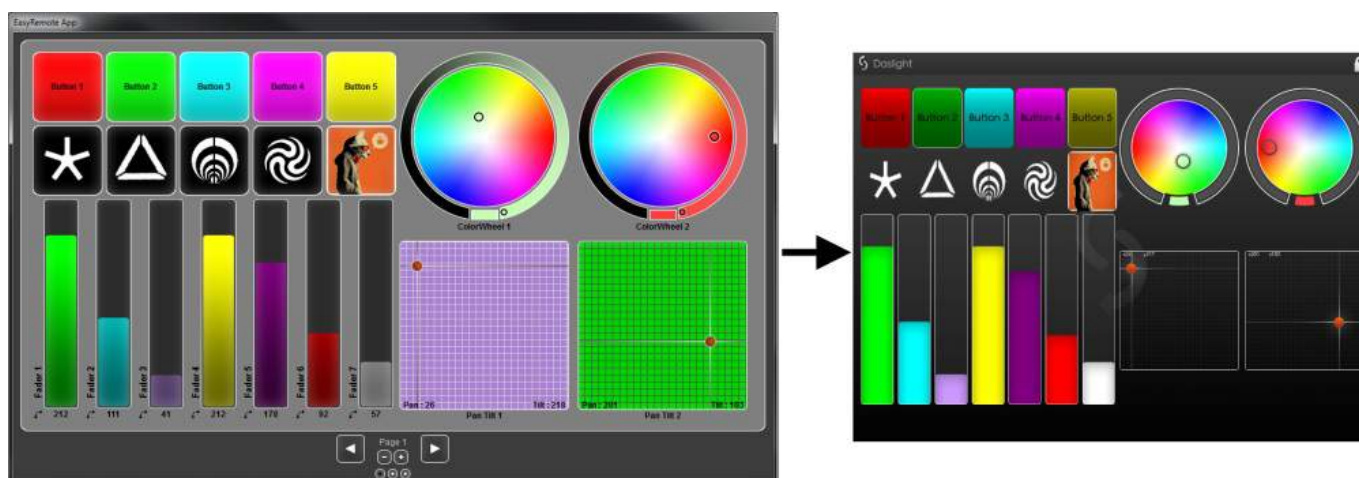 EasyRemote App
Button 1
Button 2
Button 3
Button 4
Button 5
ColorWheel 1
ColorWheel 2
Fader 1
Fader 2
Fader 3
Fader 4
Fader 5
Fader 6
Fader 7
212
111
41
212
178
92
57
Pan : 26
Tilt : 218
Pan Tilt 1
Pan : 201
Tilt : 103
Pan Tilt 2
Page 1
Daslight
Button 1
Button 2
Button 3
Button 4
Button 5